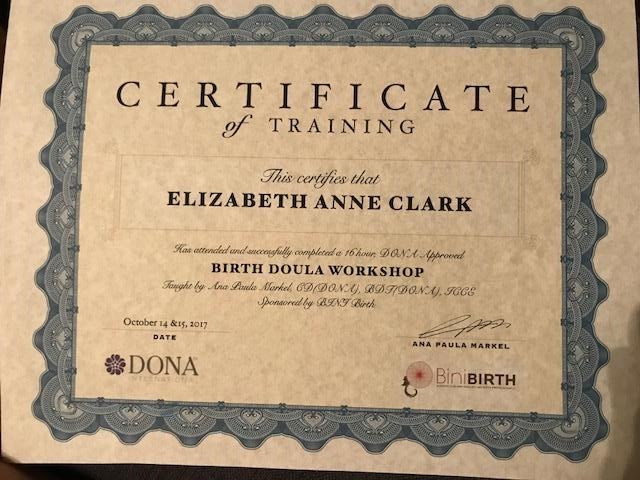 CERTIFICATE
of TRAINING
This certifies that
ELIZABETH ANNE CLARK
Has attended and successfully completed a 16 hour, DONA Approved
BIRTH DOULA WORKSHOP
Taught by Ana Paula Markel, CD(DONA), BDT(DONA), ICCE
Sponsored by BINI Birth
October 14 &15, 2017
DATE
ANA PAULA MARKEL
DONA
INTERNATIONAL
BiniBIRTH